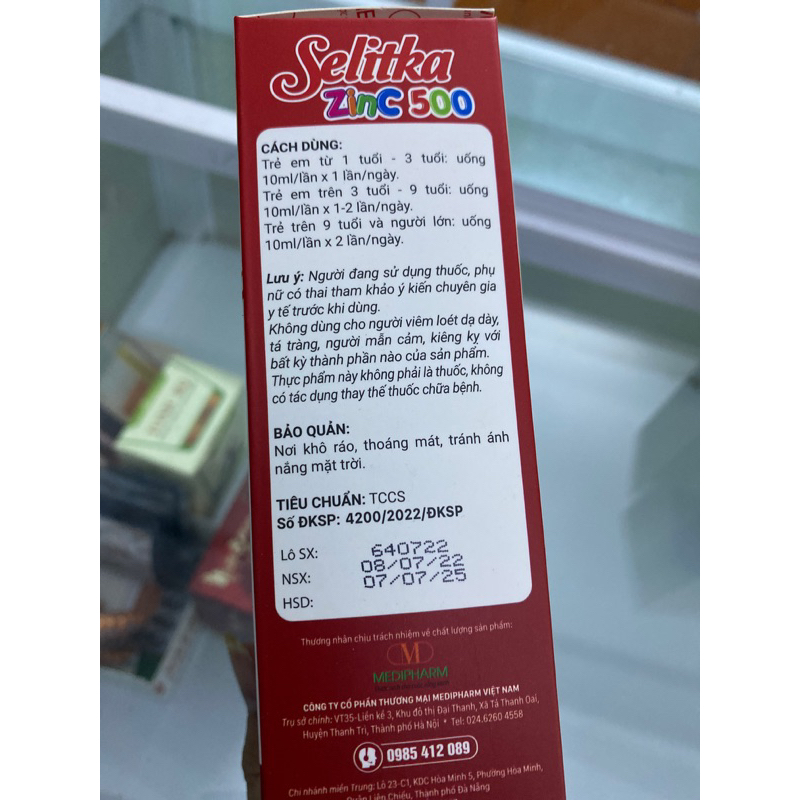 Selitka
ZinC 500
CÁCH DÙNG:
Trẻ em từ 1 tuổi - 3 tuổi: uống
10ml/lần x 1 lần/ngày.
Trẻ em trên 3 tuổi - 9 tuổi: uống
10ml/lần x 1-2 lần/ngày.
Trẻ trên 9 tuổi và người lớn: uống
10ml/lần x 2 lần/ngày.
Lưu ý: Người đang sử dụng thuốc, phụ
nữ có thai tham khảo ý kiến chuyên gia
y tế trước khi dùng.
Không dùng cho người viêm loét dạ dày,
tá tràng, người mẫn cảm, kiêng kỵ với
bất kỳ thành phần nào của sản phẩm.
Thực phẩm này không phải là thuốc, không
có tác dụng thay thế thuốc chữa bệnh.
BẢO QUẢN:
Nơi khô ráo, thoáng mát, tránh ánh
nắng mặt trời.
TIÊU CHUẨN: TCCS
Số ĐKSP: 4200/2022/ĐKSP
Lô SX: 640722
NSX: 08/07/22
HSD: 07/07/25
Thương nhân chịu trách nhiệm về chất lượng sản phẩm:
M
MEDIPHARM
CÔNG TY CỔ PHẦN THƯƠNG MẠI MEDIPHARM VIỆT NAM
Trụ sở chính: VT35-Liền kề 3, Khu đô thị Đại Thanh, Xã Tả Thanh Oai,
Huyện Thanh Trì, Thành phố Hà Nội * Tel: 024.6260 4558
0985 412 089
Chi nhánh miền Trung: Lô 23-C1, KDC Hòa Minh 5, Phường Hòa Minh,
Quận Liên Chiểu, Thành phố Đà Nẵng